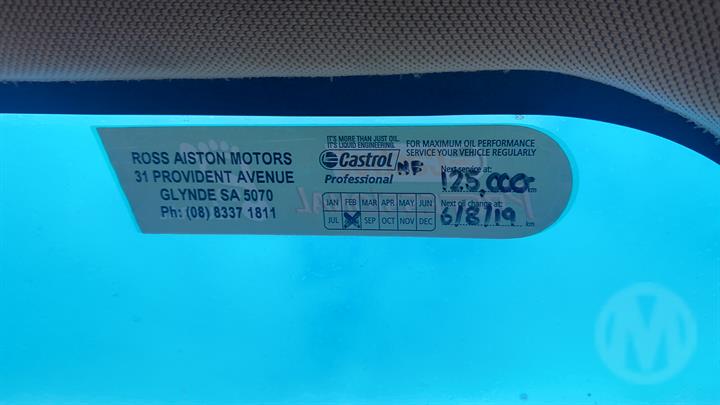 ROSS AISTON MOTORS
31 PROVIDENT AVENUE
GLYNDE SA 5070
Ph: (08) 8337 1811
IT'S MORE THAN JUST OIL.
IT'S LIQUID ENGINEERING.
Castrol
Professional
MF
FOR MAXIMUM OIL PERFORMANCE
SERVICE YOUR VEHICLE REGULARLY
Next service at:
125,000 km
Next oil change at:
6/8/19 km
JAN FEB MAR APR MAY JUN
JUL SEP OCT NOV DEC
M